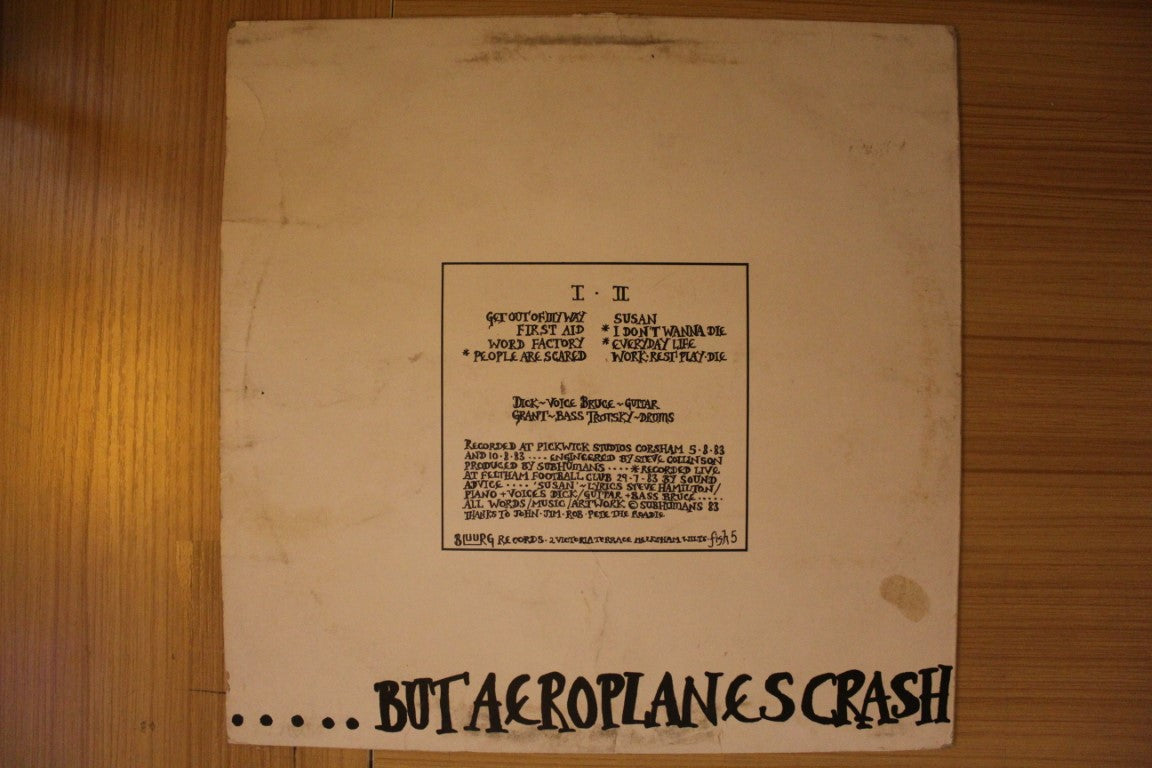 I · II
GET OUT OF MY WAY
FIRST AID
WORD FACTORY
* PEOPLE ARE SCARED
SUSAN
* I DON'T WANNA DIE
* EVERYDAY LIFE
WORK·REST·PLAY·DIE
DICK~VOICE BRUCE~GUITAR
GRANT~BASS TROTSKY~DRUMS
RECORDED AT PICKWICK STUDIOS CORSHAM 5·8·83
AND 10·8·83 .... ENGINEERED BY STEVE COLLINSON
PRODUCED BY SUBHUMANS .... *RECORDED LIVE
AT FELTHAM FOOTBALL CLUB 29·7·83 BY SOUND
ADVICE ..... 'SUSAN'~LYRICS STEVE HAMILTON/
PIANO + VOICES DICK/GUITAR + BASS BRUCE .....
ALL WORDS/MUSIC/ARTWORK © SUBHUMANS 83
THANKS TO JOHN·JIM·ROB·PETE THE ROADIE
BLUURG RECORDS·2 VICTORIA TERRACE MELKSHAM WILTS·fish 5
.....BUT AEROPLANES CRASH